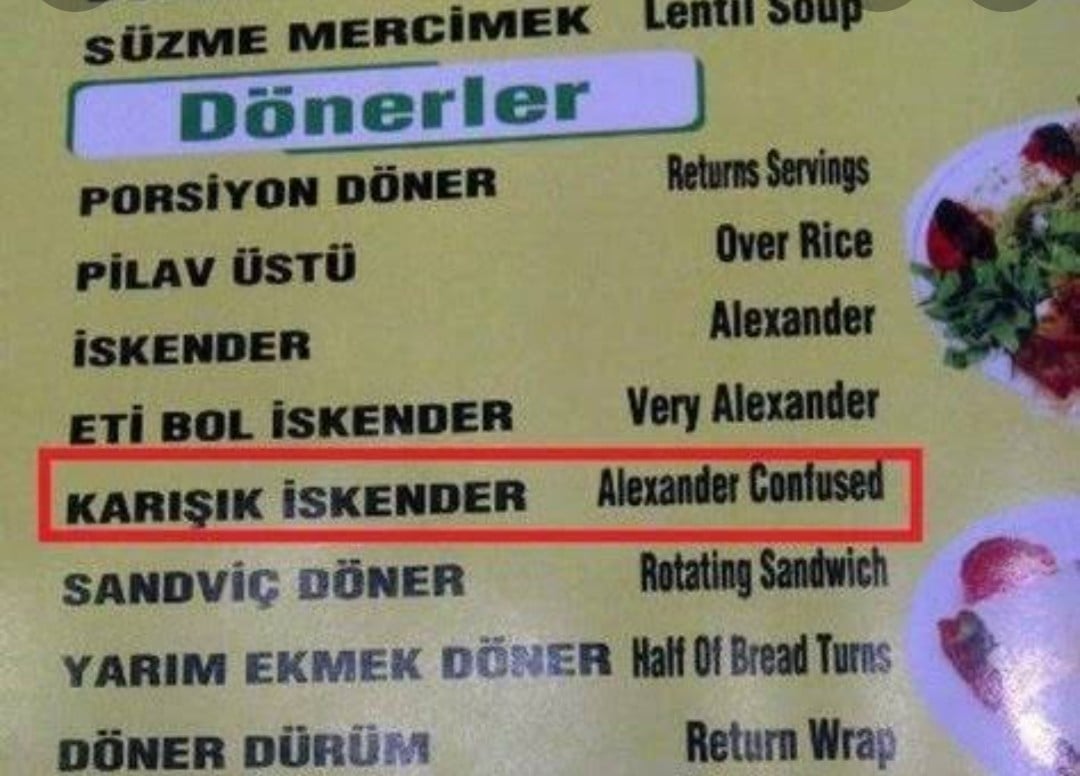 SÜZME MERCİMEK Lentil Soup
Dönerler
PORSİYON DÖNER Returns Servings
PİLAV ÜSTÜ Over Rice
İSKENDER Alexander
ETİ BOL İSKENDER Very Alexander
KARIŞIK İSKENDER Alexander Confused
SANDVİÇ DÖNER Rotating Sandwich
YARIM EKMEK DÖNER Half Of Bread Turns
DÖNER DÜRÜM Return Wrap